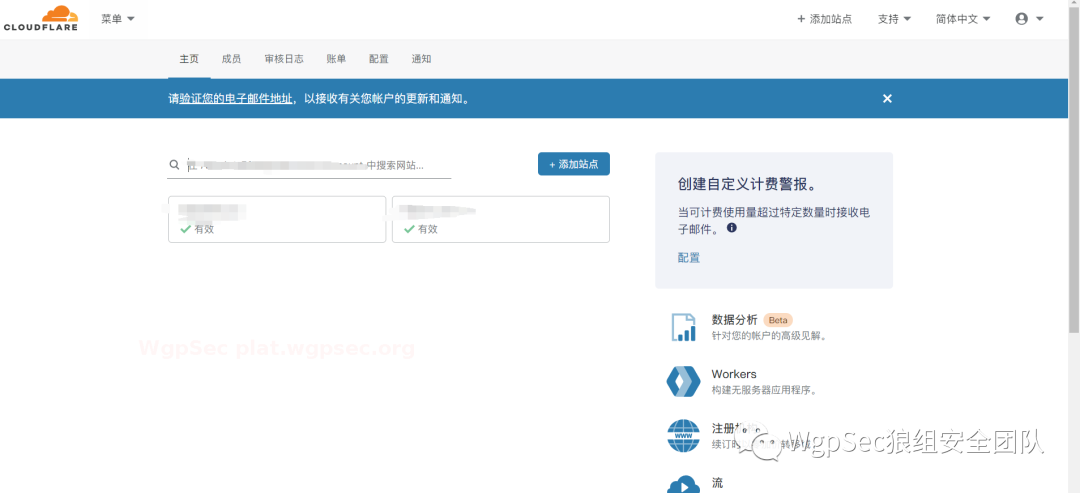 CLOUDFLARE
菜单
+ 添加站点
支持
简体中文
主页
成员
审核日志
账单
配置
通知
请验证您的电子邮件地址，以接收有关您帐户的更新和通知。
中搜索网站...
+ 添加站点
有效
有效
创建自定义计费警报。
当可计费使用量超过特定数量时接收电
子邮件。
配置
数据分析 Beta
针对您的帐户的高级见解。
WgpSec plat.wgpsec.org
Workers
构建无服务器应用程序。
www
注册
续订
转移
WgpSec狼组安全团队
流